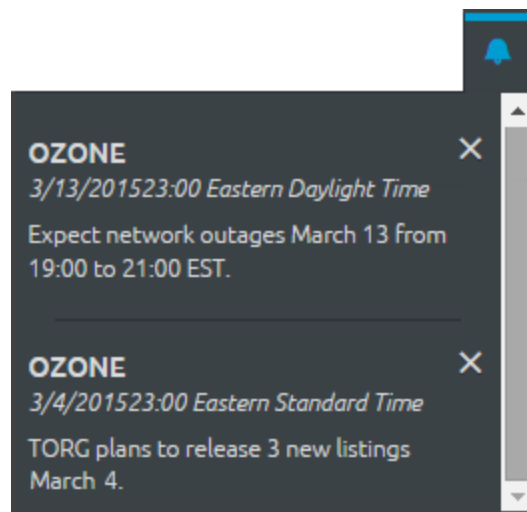 OZONE
3/13/201523:00 Eastern Daylight Time
Expect network outages March 13 from
19:00 to 21:00 EST.
OZONE
3/4/201523:00 Eastern Standard Time
TORG plans to release 3 new listings
March 4.